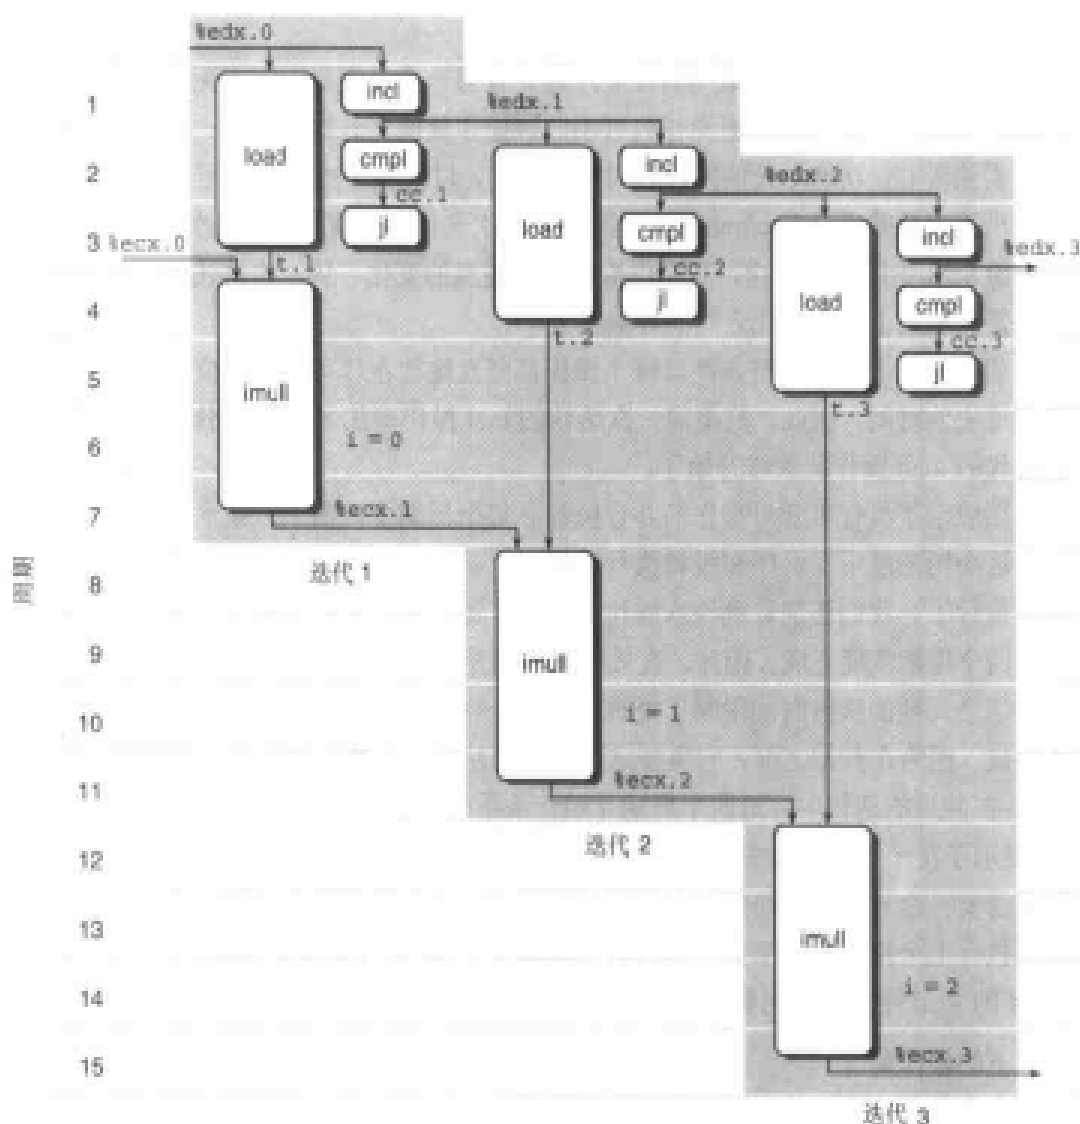 %edx.0
1
load
incl
%edx.1
2
cmpl
cc.1
load
incl
%edx.2
3
%ecx.0
jl
t.1
cmpl
cc.2
load
incl
%edx.3
4
imull
jl
t.2
cmpl
cc.3
5
jl
t.3
6
i = 0
7
%ecx.1
周期
迭代 1
8
imull
9
10
i = 1
11
%ecx.2
迭代 2
12
imull
13
14
i = 2
15
%ecx.3
迭代 3